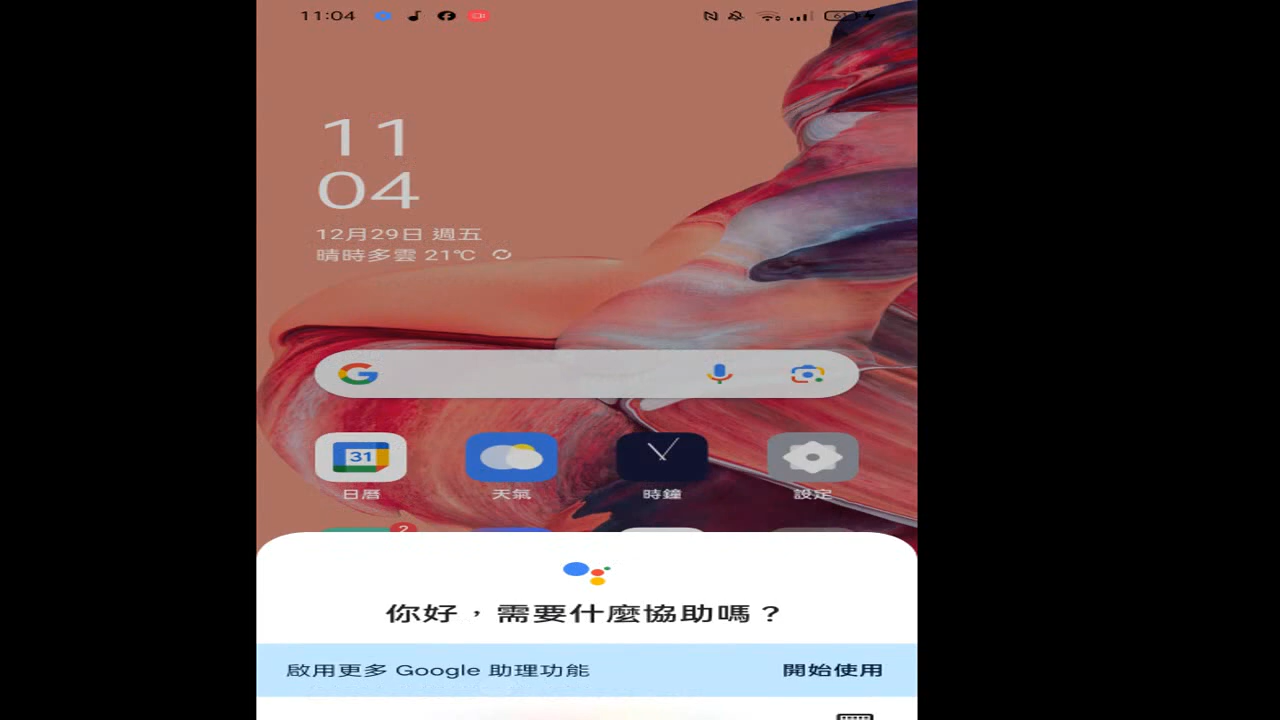 11:04
11
04
12月29日 週五
晴時多雲 21°C
31
日曆
天氣
時鐘
設定
2
你好，需要什麼協助嗎？
啟用更多 Google 助理功能
開始使用